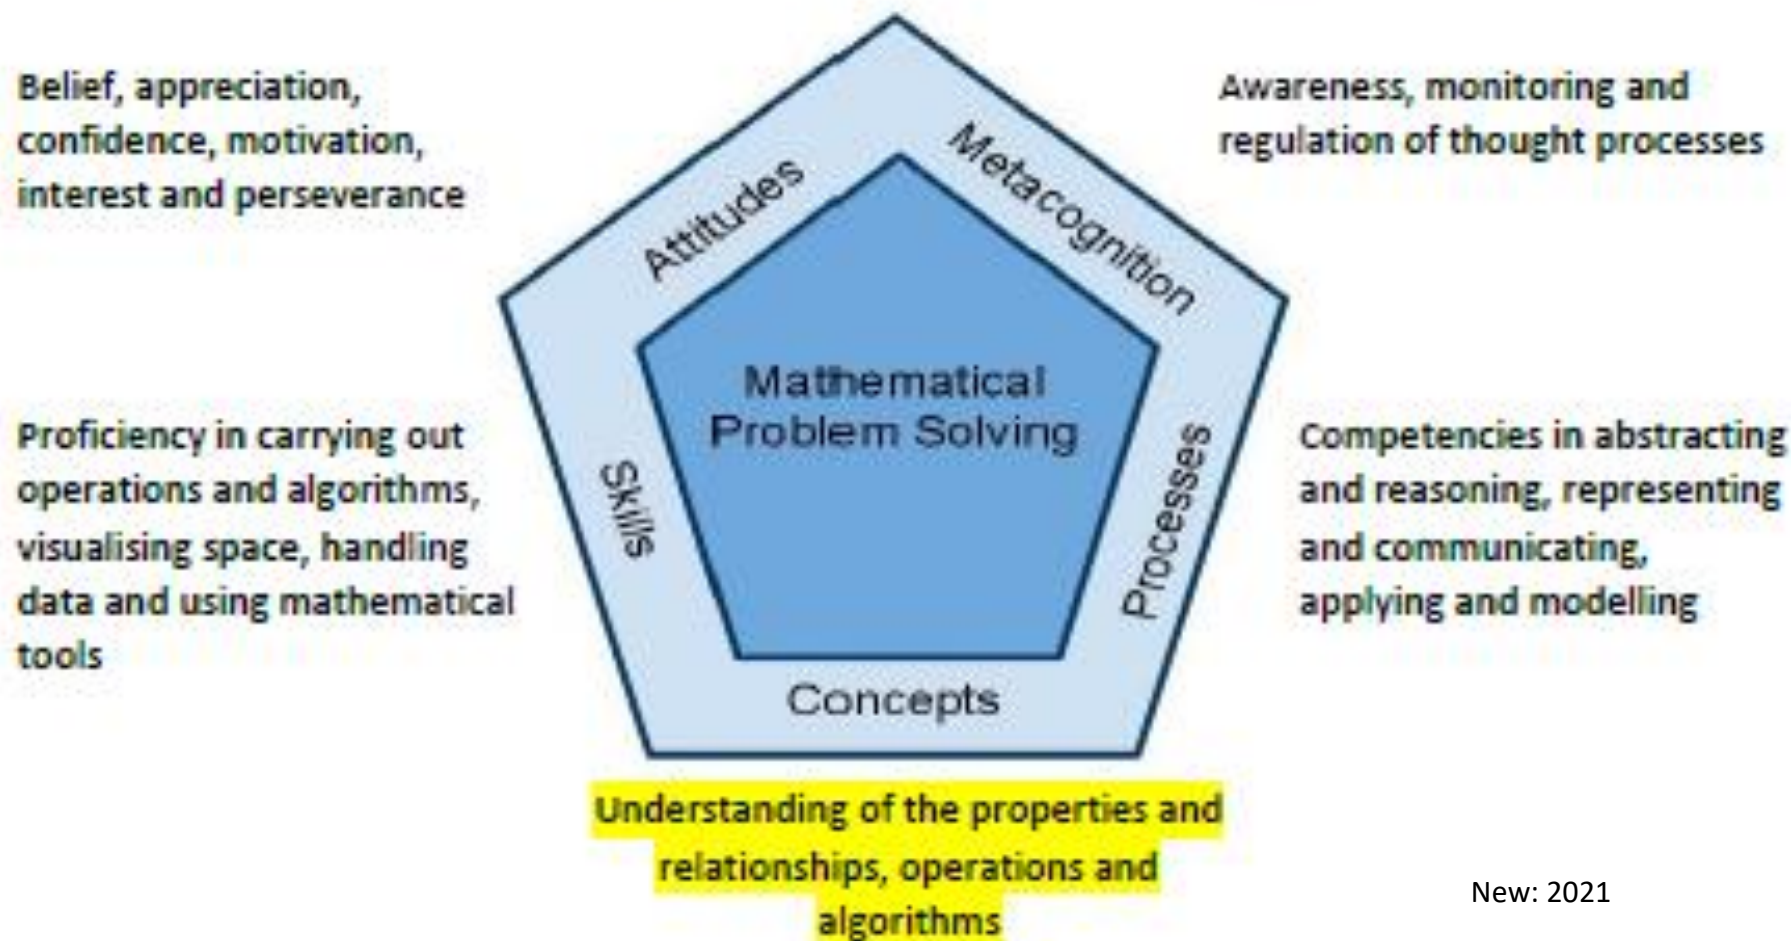 Belief, appreciation,
confidence, motivation,
interest and perseverance
Attitudes
Metacognition
Awareness, monitoring and
regulation of thought processes
Mathematical
Problem Solving
Proficiency in carrying out
operations and algorithms,
visualising space, handling
data and using mathematical
tools
Skills
Processes
Competencies in abstracting
and reasoning, representing
and communicating,
applying and modelling
Concepts
Understanding of the properties and
relationships, operations and
algorithms
New: 2021